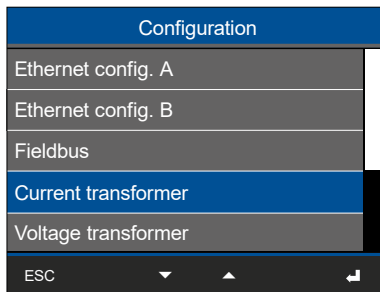 Configuration
Ethernet config. A
Ethernet config. B
Fieldbus
Current transformer
Voltage transformer
ESC